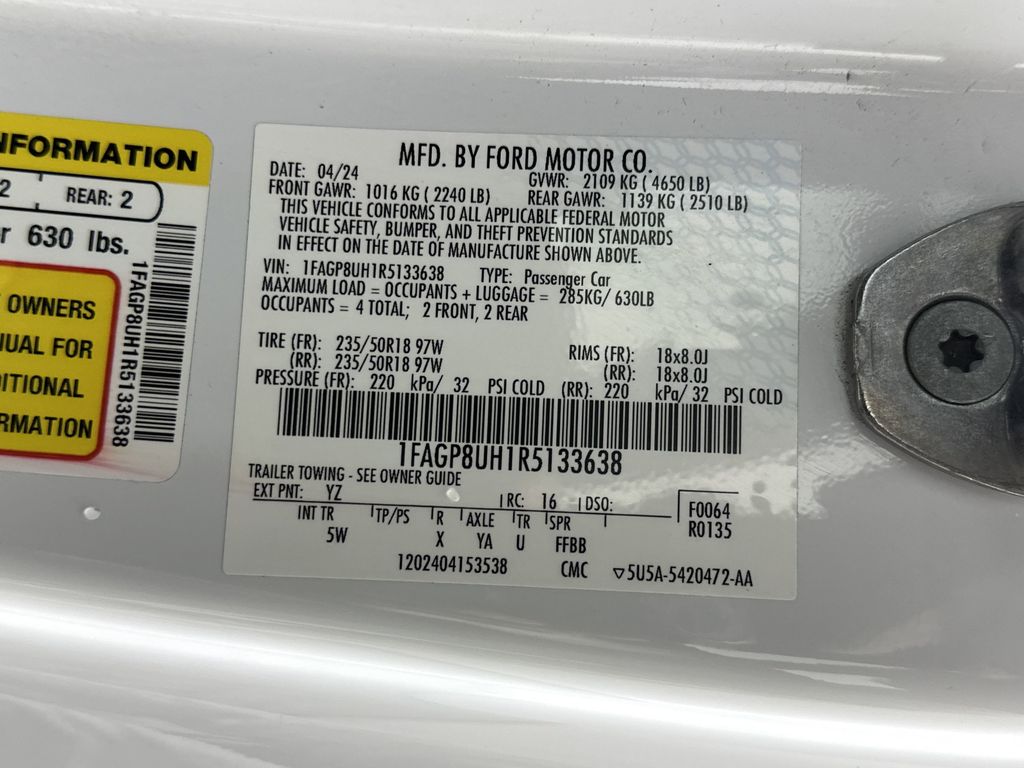 NFORMATION
2 REAR: 2
r 630 lbs.
OWNERS
UAL FOR
DITIONAL
RMATION
1FAGP8UH1R5133638
MFD. BY FORD MOTOR CO.
DATE: 04/24 GVWR: 2109 KG ( 4650 LB)
FRONT GAWR: 1016 KG ( 2240 LB) REAR GAWR: 1139 KG ( 2510 LB)
THIS VEHICLE CONFORMS TO ALL APPLICABLE FEDERAL MOTOR
VEHICLE SAFETY, BUMPER, AND THEFT PREVENTION STANDARDS
IN EFFECT ON THE DATE OF MANUFACTURE SHOWN ABOVE.
VIN: 1FAGP8UH1R5133638 TYPE: Passenger Car
MAXIMUM LOAD = OCCUPANTS + LUGGAGE = 285KG/ 630LB
OCCUPANTS = 4 TOTAL; 2 FRONT, 2 REAR
TIRE (FR): 235/50R18 97W RIMS (FR): 18x8.0J
(RR): 235/50R18 97W (RR): 18x8.0J
PRESSURE (FR): 220 kPa/ 32 PSI COLD (RR): 220 kPa/ 32 PSI COLD
1FAGP8UH1R5133638
TRAILER TOWING - SEE OWNER GUIDE
EXT PNT: YZ RC: 16 DSO: F0064
INT TR TP/PS R AXLE TR SPR R0135
5W X YA U FFBB
1202404153538 CMC ▽5U5A-5420472-AA